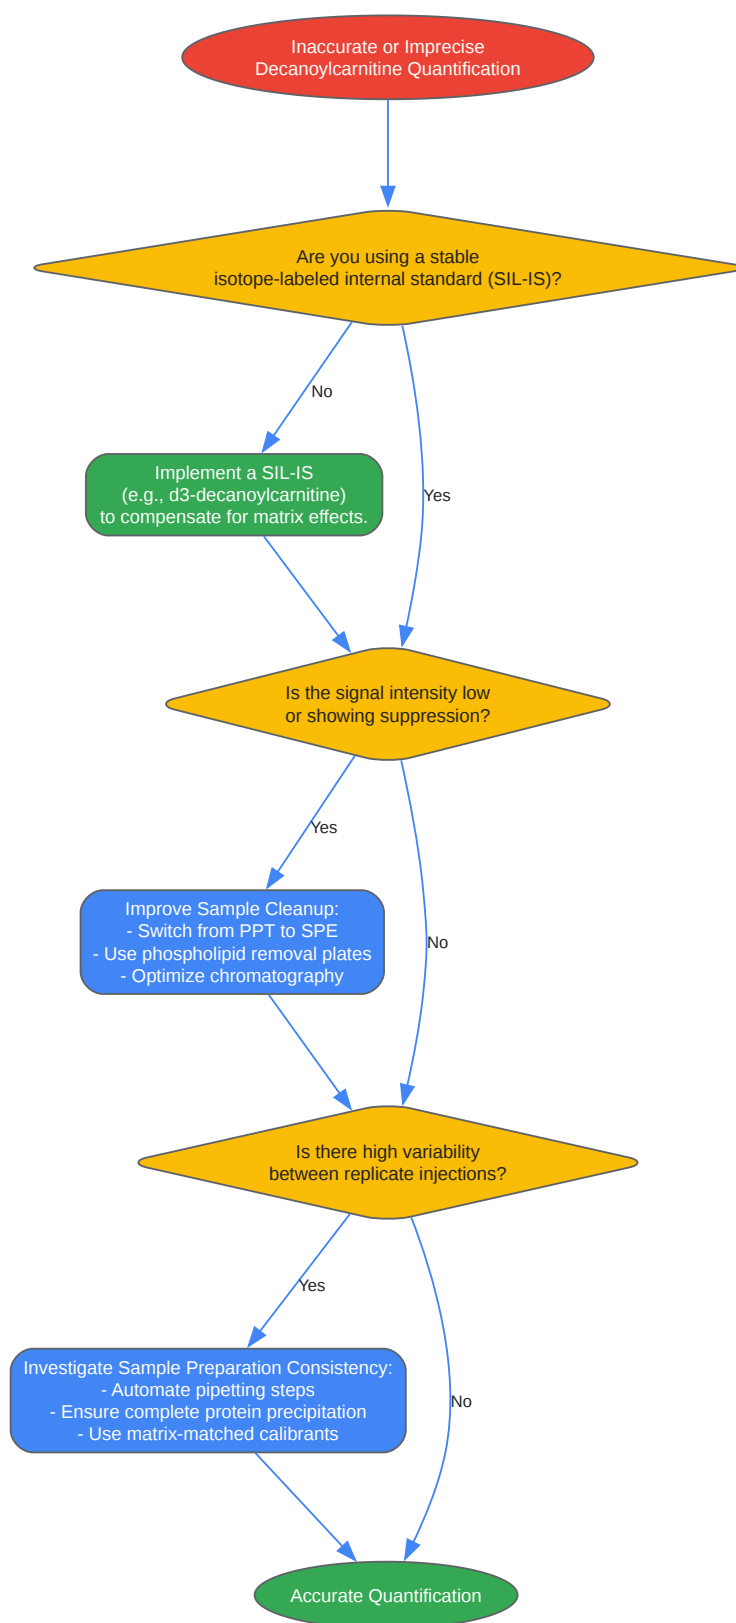 Inaccurate or Imprecise
Decanoylcarnitine Quantification
Are you using a stable
isotope-labeled internal standard (SIL-IS)?
No
Implement a SIL-IS
(e.g., d3-decanoylcarnitine)
to compensate for matrix effects.
Yes
Is the signal intensity low
or showing suppression?
Yes
Improve Sample Cleanup:
- Switch from PPT to SPE
- Use phospholipid removal plates
- Optimize chromatography
No
Is there high variability
between replicate injections?
Yes
Investigate Sample Preparation Consistency:
- Automate pipetting steps
- Ensure complete protein precipitation
- Use matrix-matched calibrants
No
Accurate Quantification